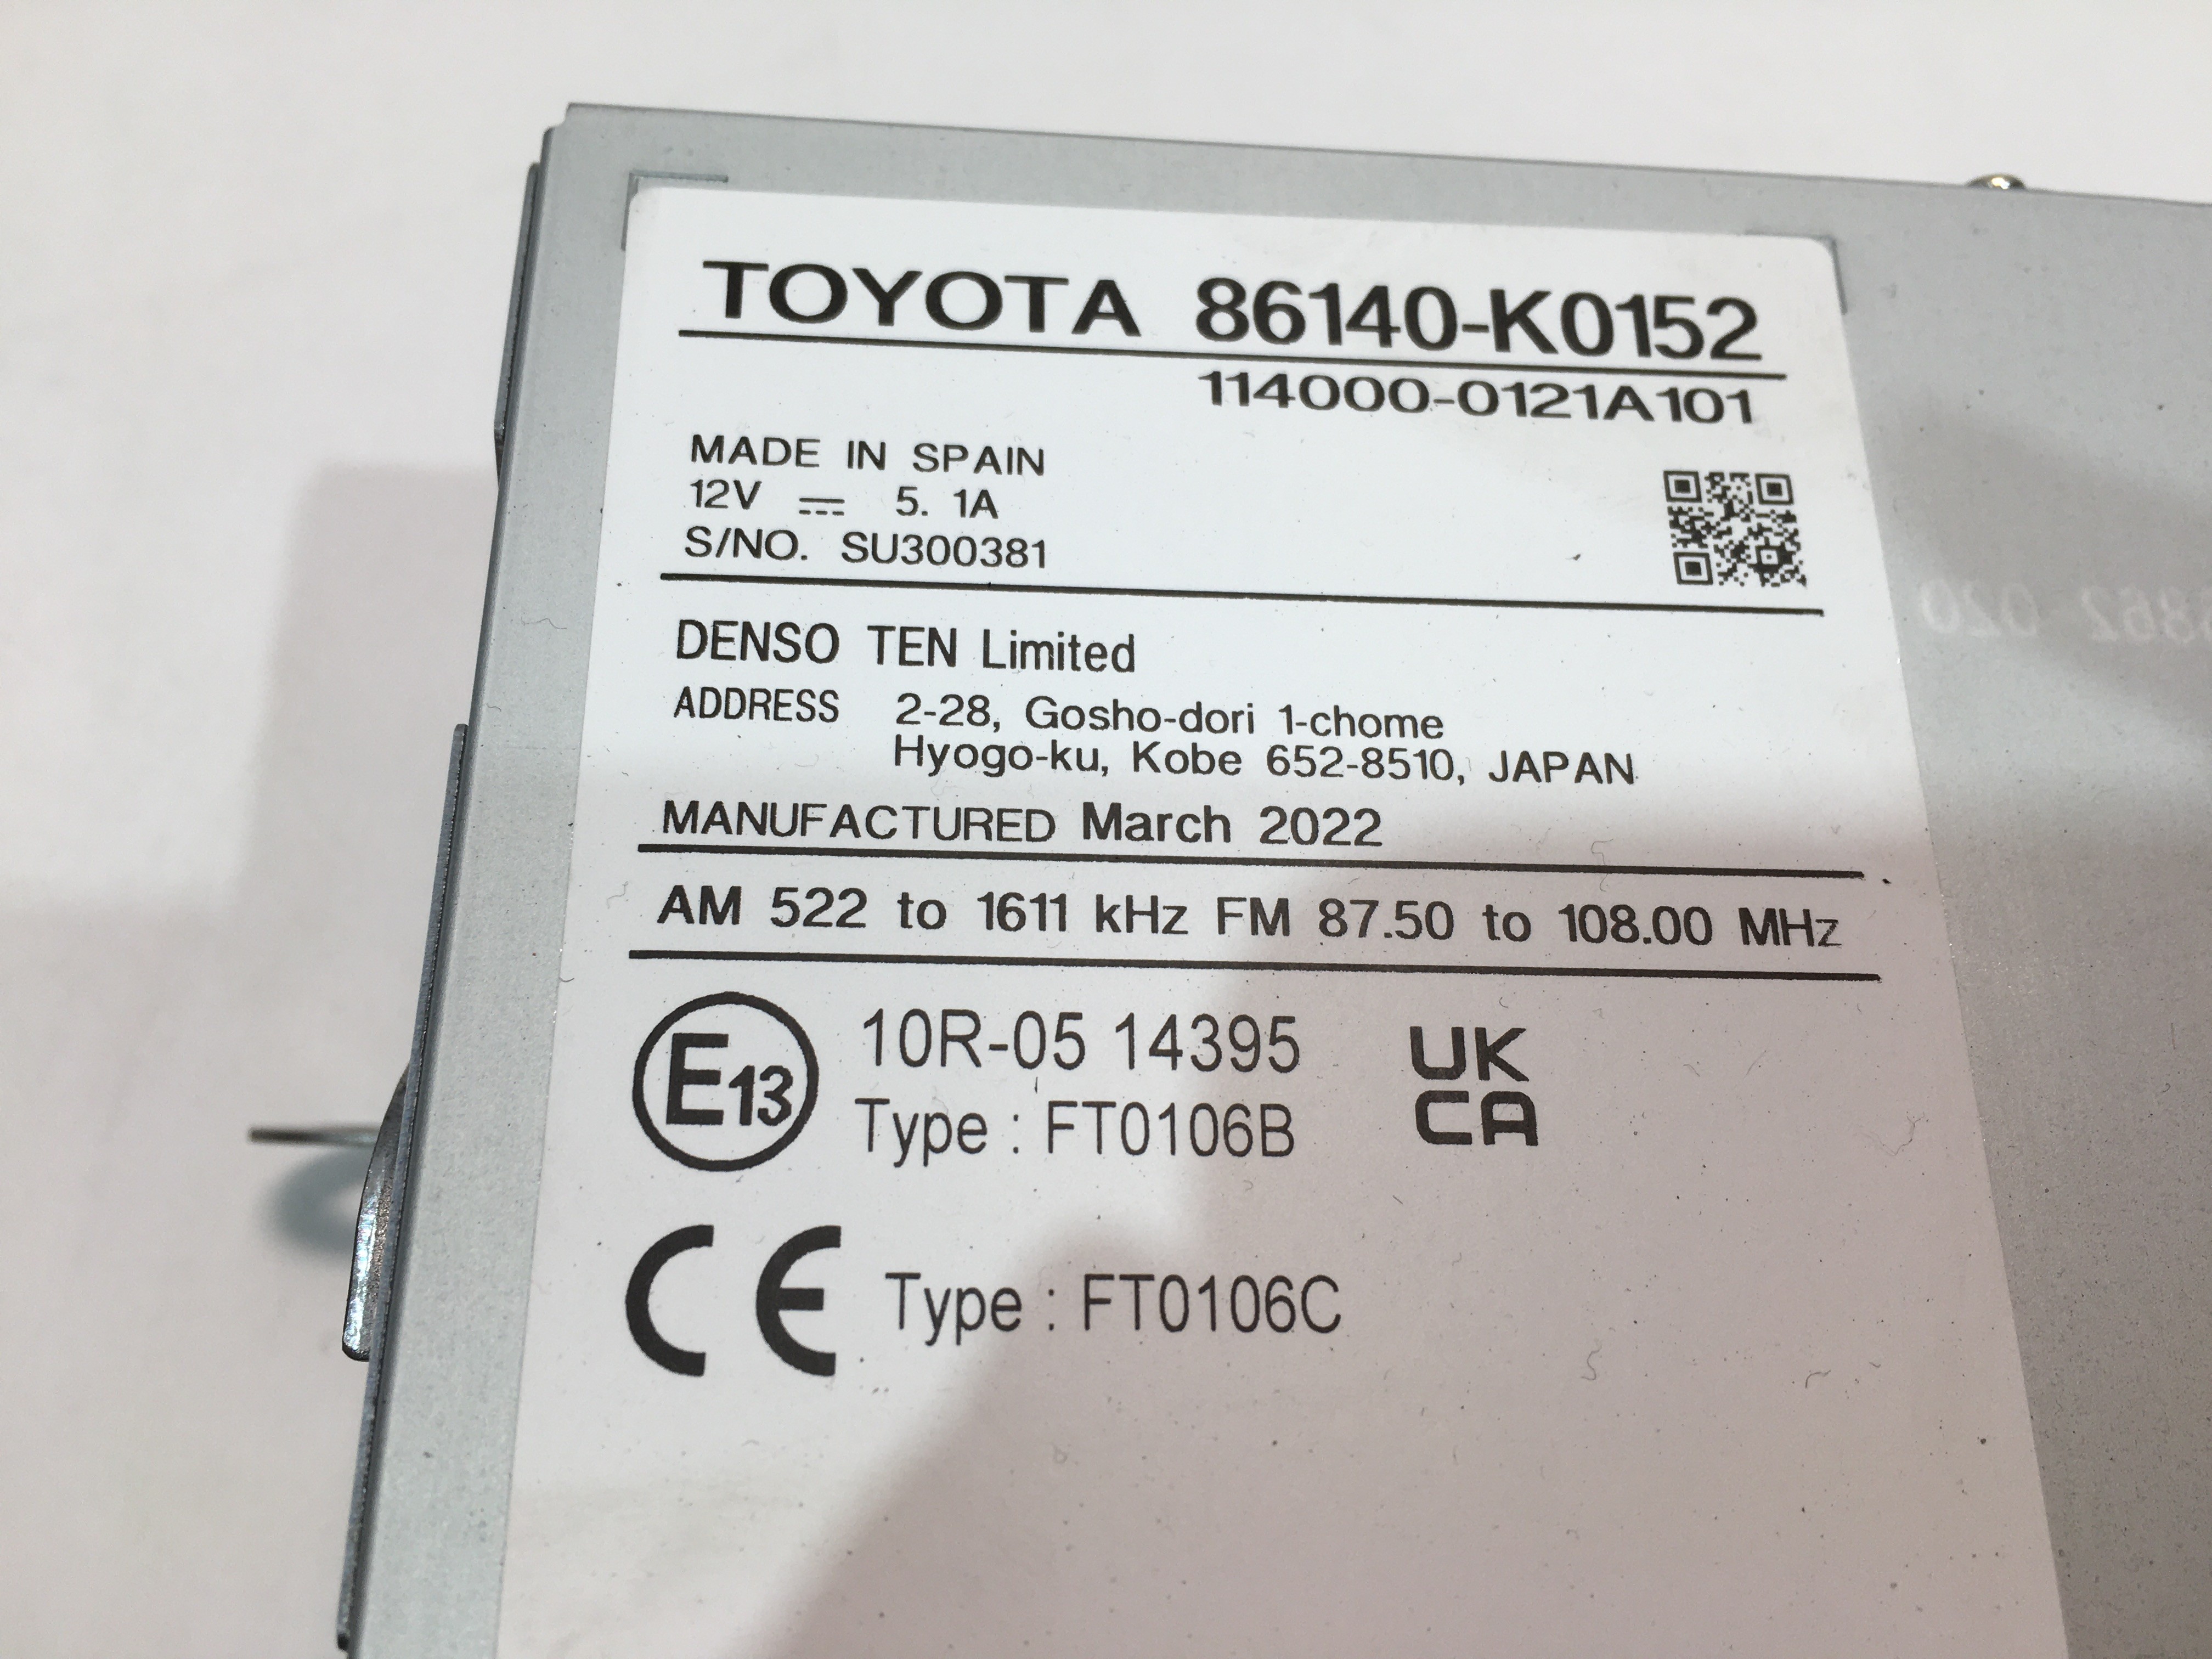 TOYOTA 86140-K0152
114000-0121A101
MADE IN SPAIN
12V ⎓ 5. 1A
S/NO. SU300381
DENSO TEN Limited
ADDRESS 2-28, Gosho-dori 1-chome
Hyogo-ku, Kobe 652-8510, JAPAN
MANUFACTURED March 2022
AM 522 to 1611 kHz FM 87.50 to 108.00 MHz
E13 10R-05 14395 UK
Type : FT0106B CA
CE Type : FT0106C